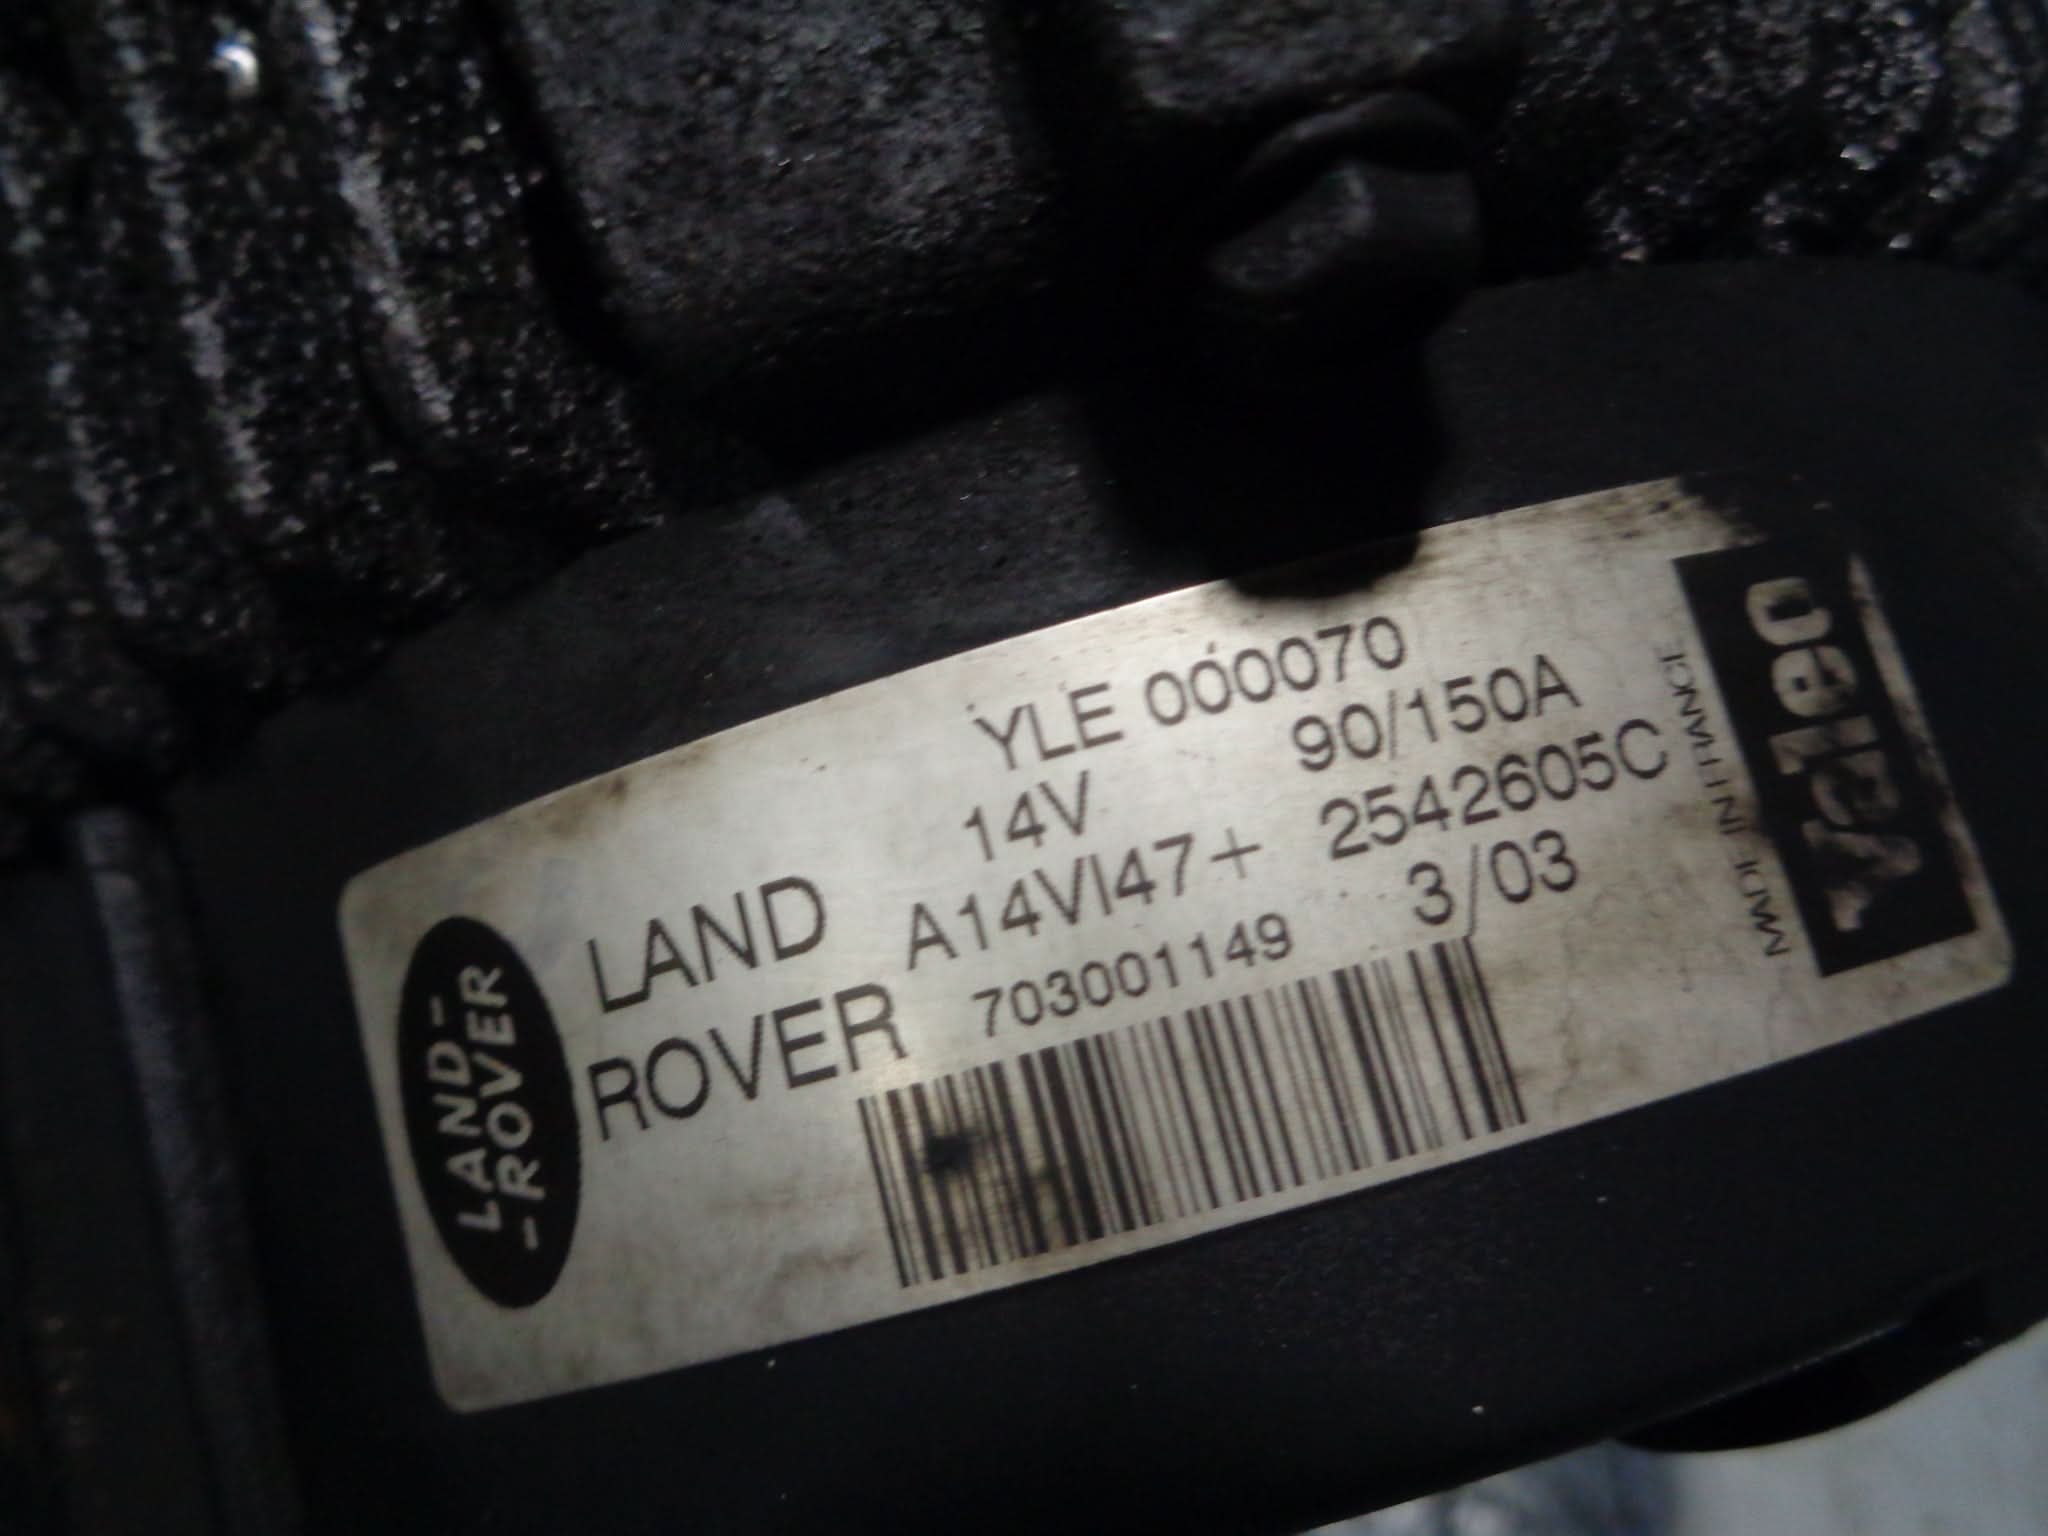 YLE 000070
14V 90/150A
A14VI47+ 2542605C
703001149 3/03
LAND
ROVER
LAND-
-ROVER
MADE IN FRANCE
Valeo